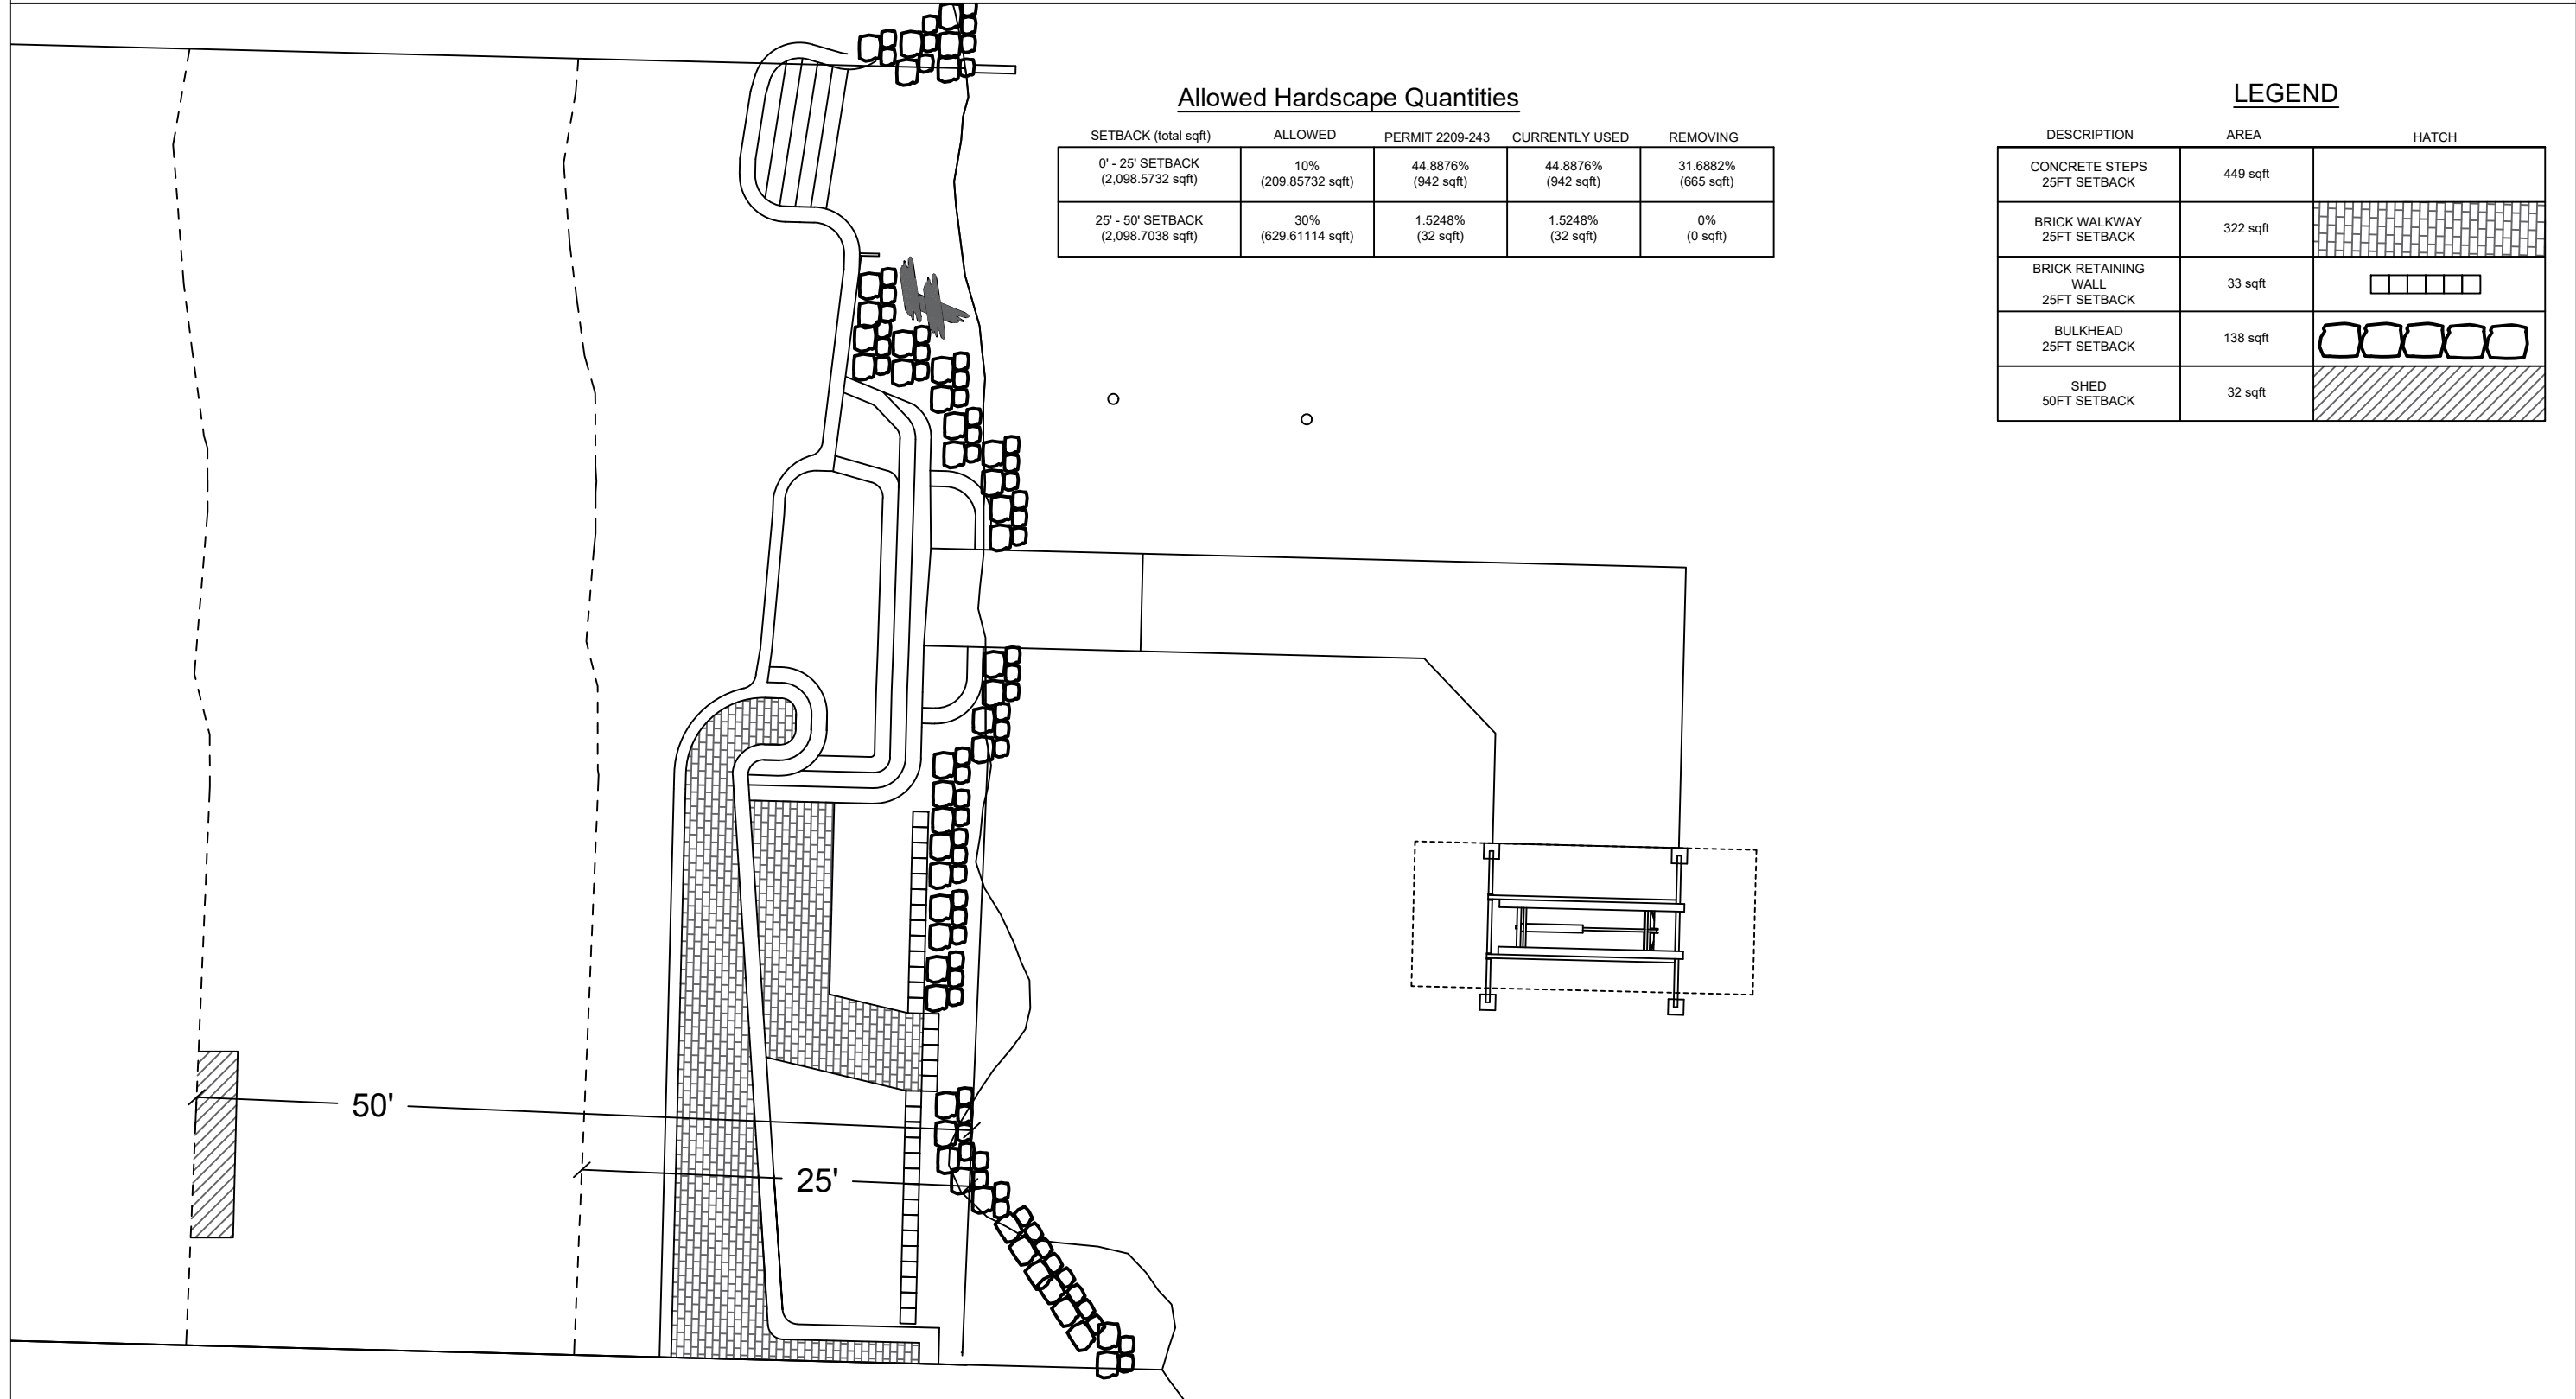 Allowed Hardscape Quantities
SETBACK (total sqft) ALLOWED PERMIT 2209-243 CURRENTLY USED REMOVING
0' - 25' SETBACK
(2,098.5732 sqft)
10%
(209.85732 sqft)
44.8876%
(942 sqft)
44.8876%
(942 sqft)
31.6882%
(665 sqft)
25' - 50' SETBACK
(2,098.7038 sqft)
30%
(629.61114 sqft)
1.5248%
(32 sqft)
1.5248%
(32 sqft)
0%
(0 sqft)
LEGEND
DESCRIPTION AREA HATCH
CONCRETE STEPS
25FT SETBACK
449 sqft
BRICK WALKWAY
25FT SETBACK
322 sqft
BRICK RETAINING
WALL
25FT SETBACK
33 sqft
BULKHEAD
25FT SETBACK
138 sqft
SHED
50FT SETBACK
32 sqft
50'
25'